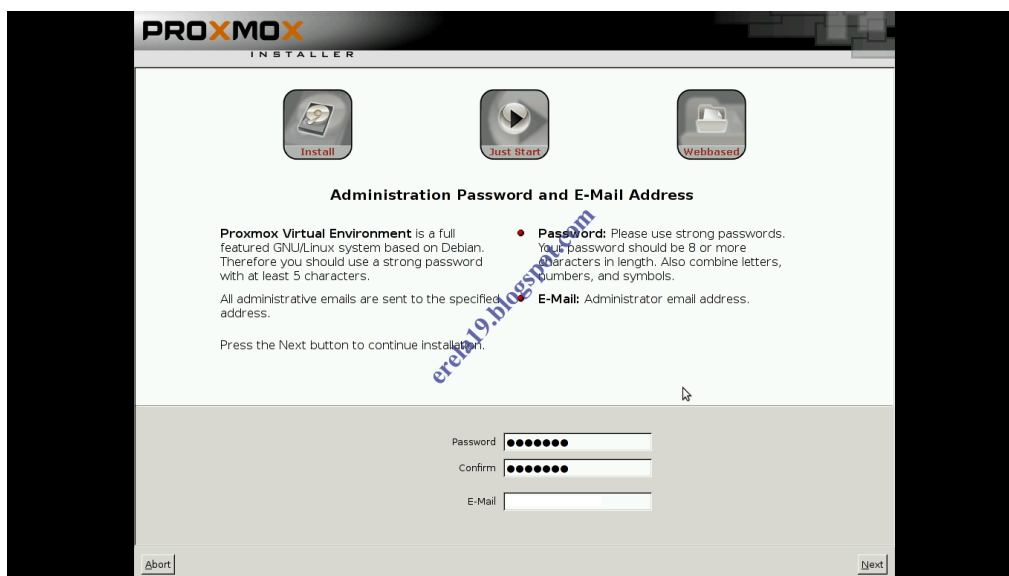 PROXMOX
INSTALLER
Install
Just Start
Webbased
Administration Password and E-Mail Address
Proxmox Virtual Environment is a full
featured GNU/Linux system based on Debian.
Therefore you should use a strong password
with at least 5 characters.
All administrative emails are sent to the specified
address.
Press the Next button to continue installation.
Password: Please use strong passwords.
Your password should be 8 or more
characters in length. Also combine letters,
numbers, and symbols.
E-Mail: Administrator email address.
erela19.blogspot.com
Password
Confirm
E-Mail
Abort
Next